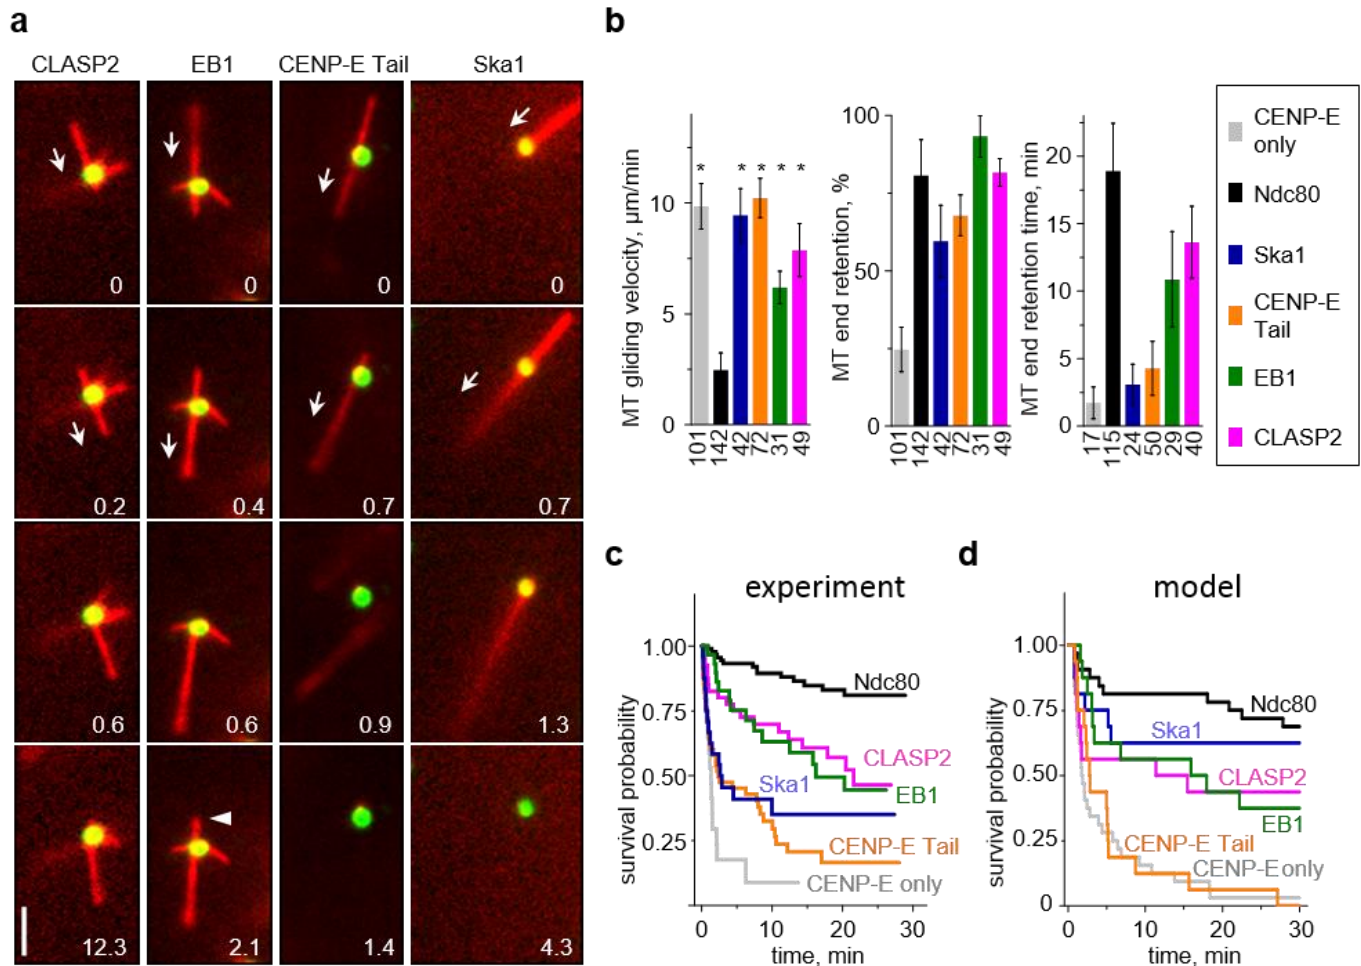 a
CLASP2
EB1
CENP-E Tail
Ska1
0
0
0
0
0.2
0.4
0.7
0.7
0.6
0.6
0.9
1.3
12.3
2.1
1.4
4.3
b
MT gliding velocity, µm/min
10
5
0
*
*
*
*
*
101
142
42
72
31
49
MT end retention, %
100
50
0
101
142
42
72
31
49
MT end retention time, min
20
15
10
5
0
17
115
24
50
29
40
CENP-E
only
Ndc80
Ska1
CENP-E
Tail
EB1
CLASP2
c
experiment
survival probability
1.00
0.75
0.50
0.25
Ndc80
CLASP2
Ska1
EB1
CENP-E Tail
CENP-E only
0
10
20
30
time, min
d
model
survival probability
1.00
0.75
0.50
0.25
0
Ndc80
Ska1
CLASP2
EB1
CENP-E Tail
CENP-E only
0
10
20
30
time, min